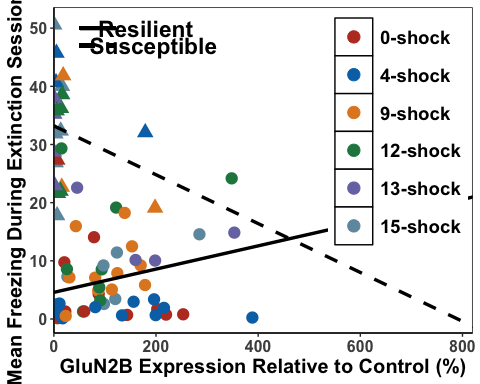 Mean Freezing During Extinction Session
50
40
30
20
10
0
Resilient
Susceptible
0-shock
4-shock
9-shock
12-shock
13-shock
15-shock
0
200
400
600
800
GluN2B Expression Relative to Control (%)